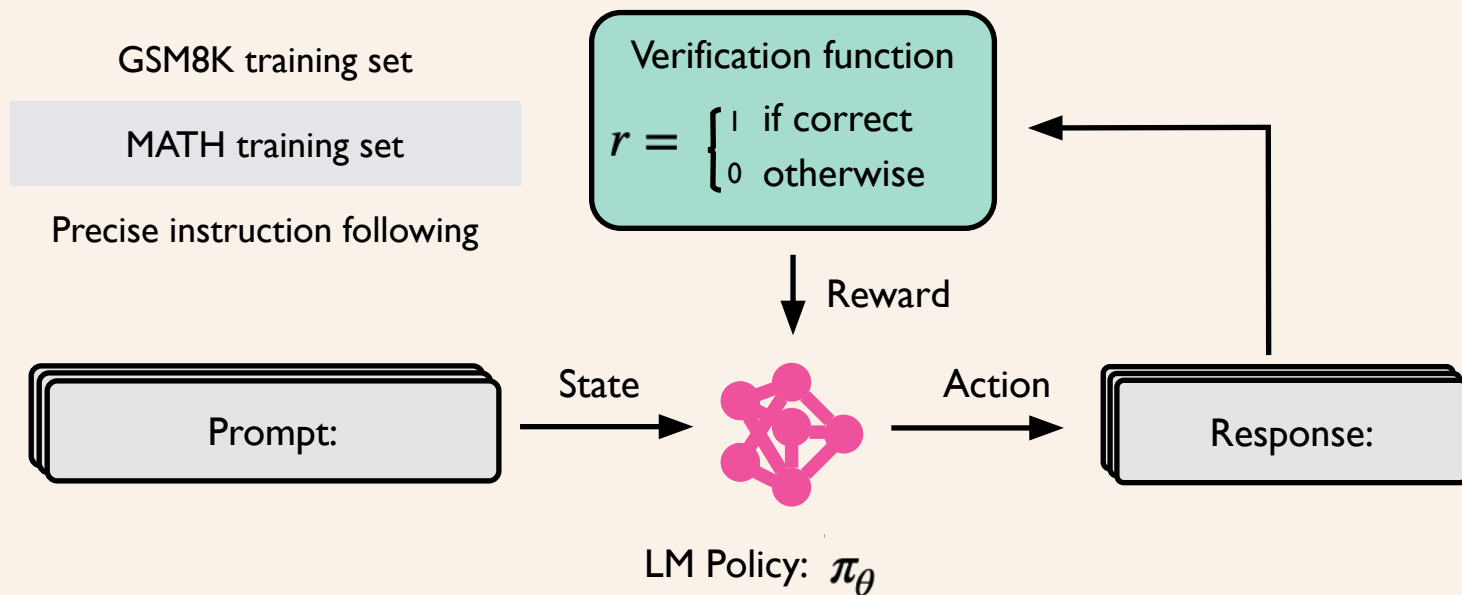 GSM8K training set
MATH training set
Precise instruction following
Verification function
r = { 1 if correct
0 otherwise
Reward
State
Action
Prompt:
Response:
LM Policy: πθ